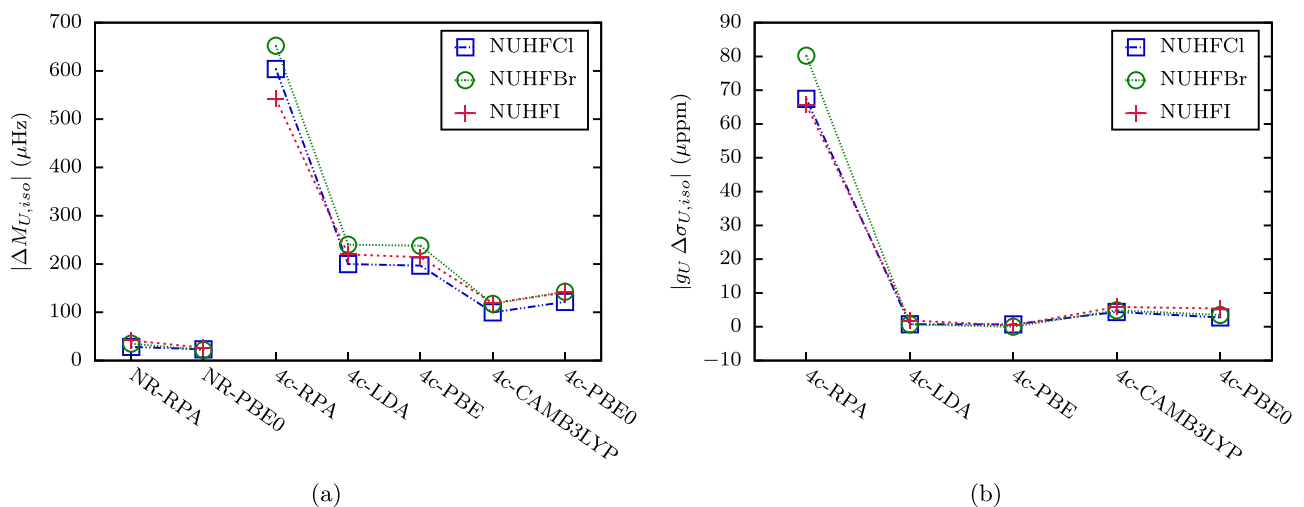 700
600
500
400
300
200
100
0
|ΔM_{U,iso}| (μHz)
NUHFCl
NUHFBr
NUHFI
NR-RPA
NR-PBE0
4c-RPA
4c-LDA
4c-PBE
4c-CAMB3LYP
4c-PBE0
(a)
90
80
70
60
50
40
30
20
10
0
−10
|g_U Δσ_{U,iso}| (μppm)
NUHFCl
NUHFBr
NUHFI
4c-RPA
4c-LDA
4c-PBE
4c-CAMB3LYP
4c-PBE0
(b)